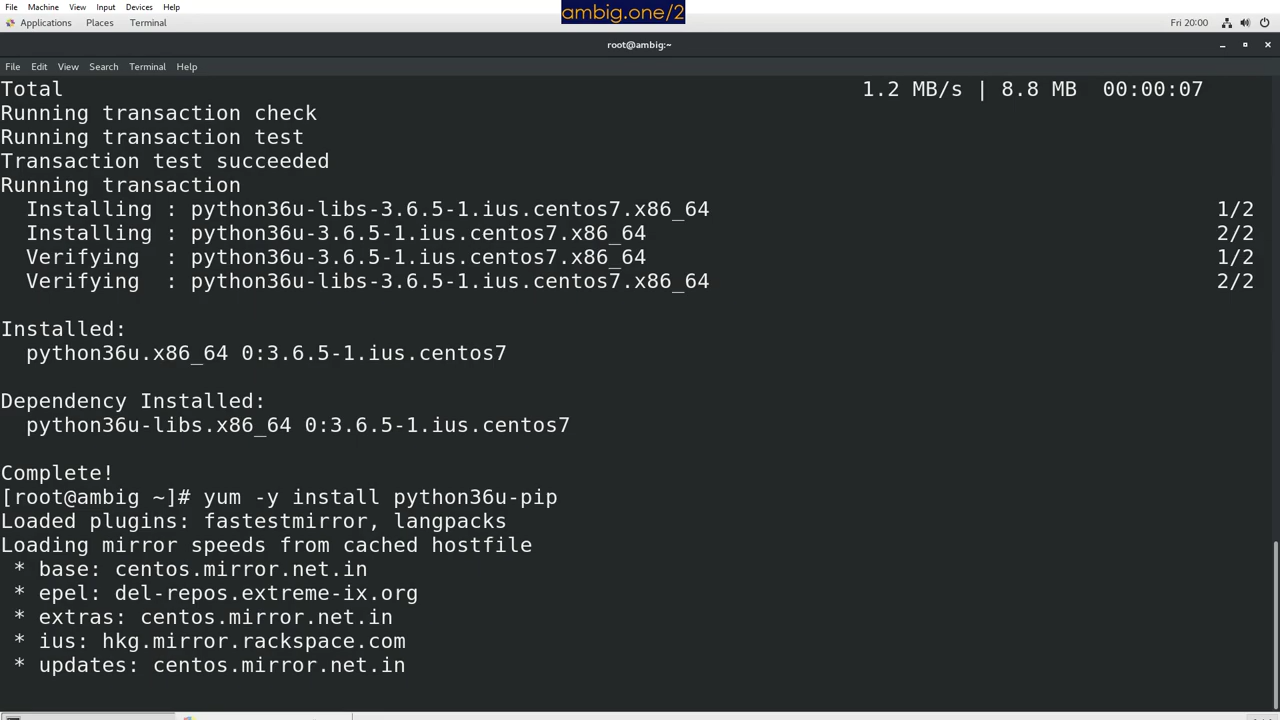 File Machine View Input Devices Help
ambig.one/2
Applications Places Terminal Fri 20:00
root@ambig:~
File Edit View Search Terminal Help
Total 1.2 MB/s | 8.8 MB 00:00:07
Running transaction check
Running transaction test
Transaction test succeeded
Running transaction
Installing : python36u-libs-3.6.5-1.ius.centos7.x86_64 1/2
Installing : python36u-3.6.5-1.ius.centos7.x86_64 2/2
Verifying : python36u-3.6.5-1.ius.centos7.x86_64 1/2
Verifying : python36u-libs-3.6.5-1.ius.centos7.x86_64 2/2
Installed:
python36u.x86_64 0:3.6.5-1.ius.centos7
Dependency Installed:
python36u-libs.x86_64 0:3.6.5-1.ius.centos7
Complete!
[root@ambig ~]# yum -y install python36u-pip
Loaded plugins: fastestmirror, langpacks
Loading mirror speeds from cached hostfile
* base: centos.mirror.net.in
* epel: del-repos.extreme-ix.org
* extras: centos.mirror.net.in
* ius: hkg.mirror.rackspace.com
* updates: centos.mirror.net.in